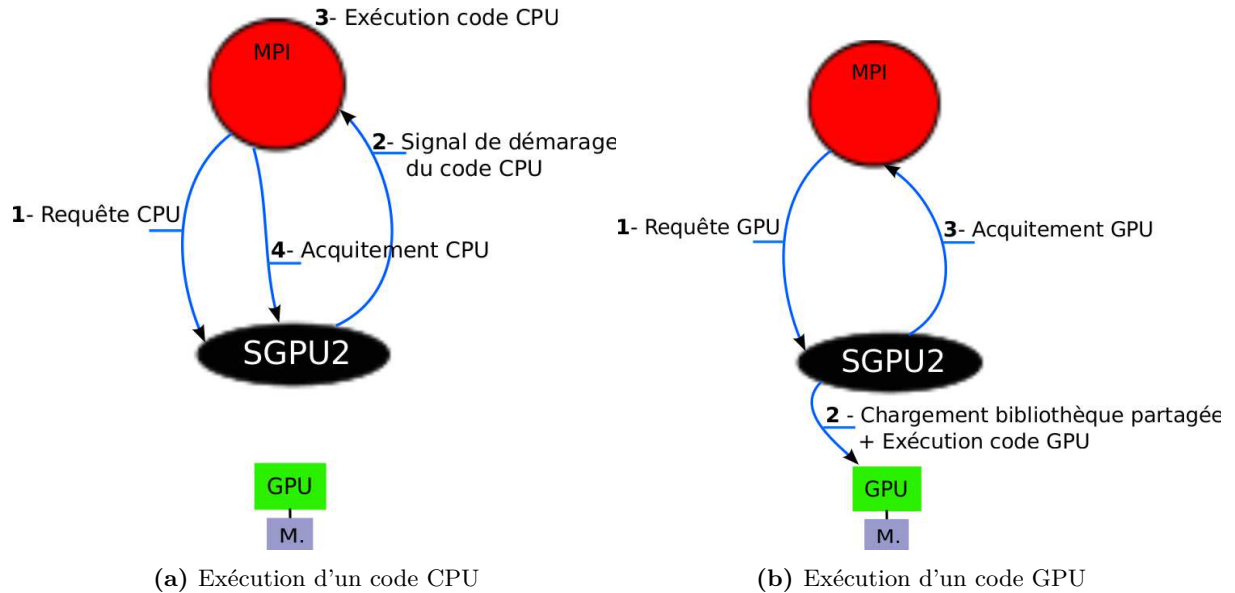 3- Exécution code CPU
MPI
2- Signal de démarage
du code CPU
1- Requête CPU
4- Acquitement CPU
SGPU2
GPU
M.
(a) Exécution d'un code CPU
MPI
1- Requête GPU
3- Acquitement GPU
SGPU2
2 - Chargement bibliothèque partagée
+ Exécution code GPU
GPU
M.
(b) Exécution d'un code GPU